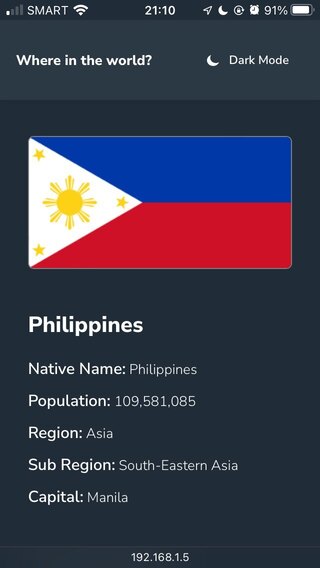 SMART 21:10 91%
Where in the world? Dark Mode
Philippines
Native Name: Philippines
Population: 109,581,085
Region: Asia
Sub Region: South-Eastern Asia
Capital: Manila
192.168.1.5